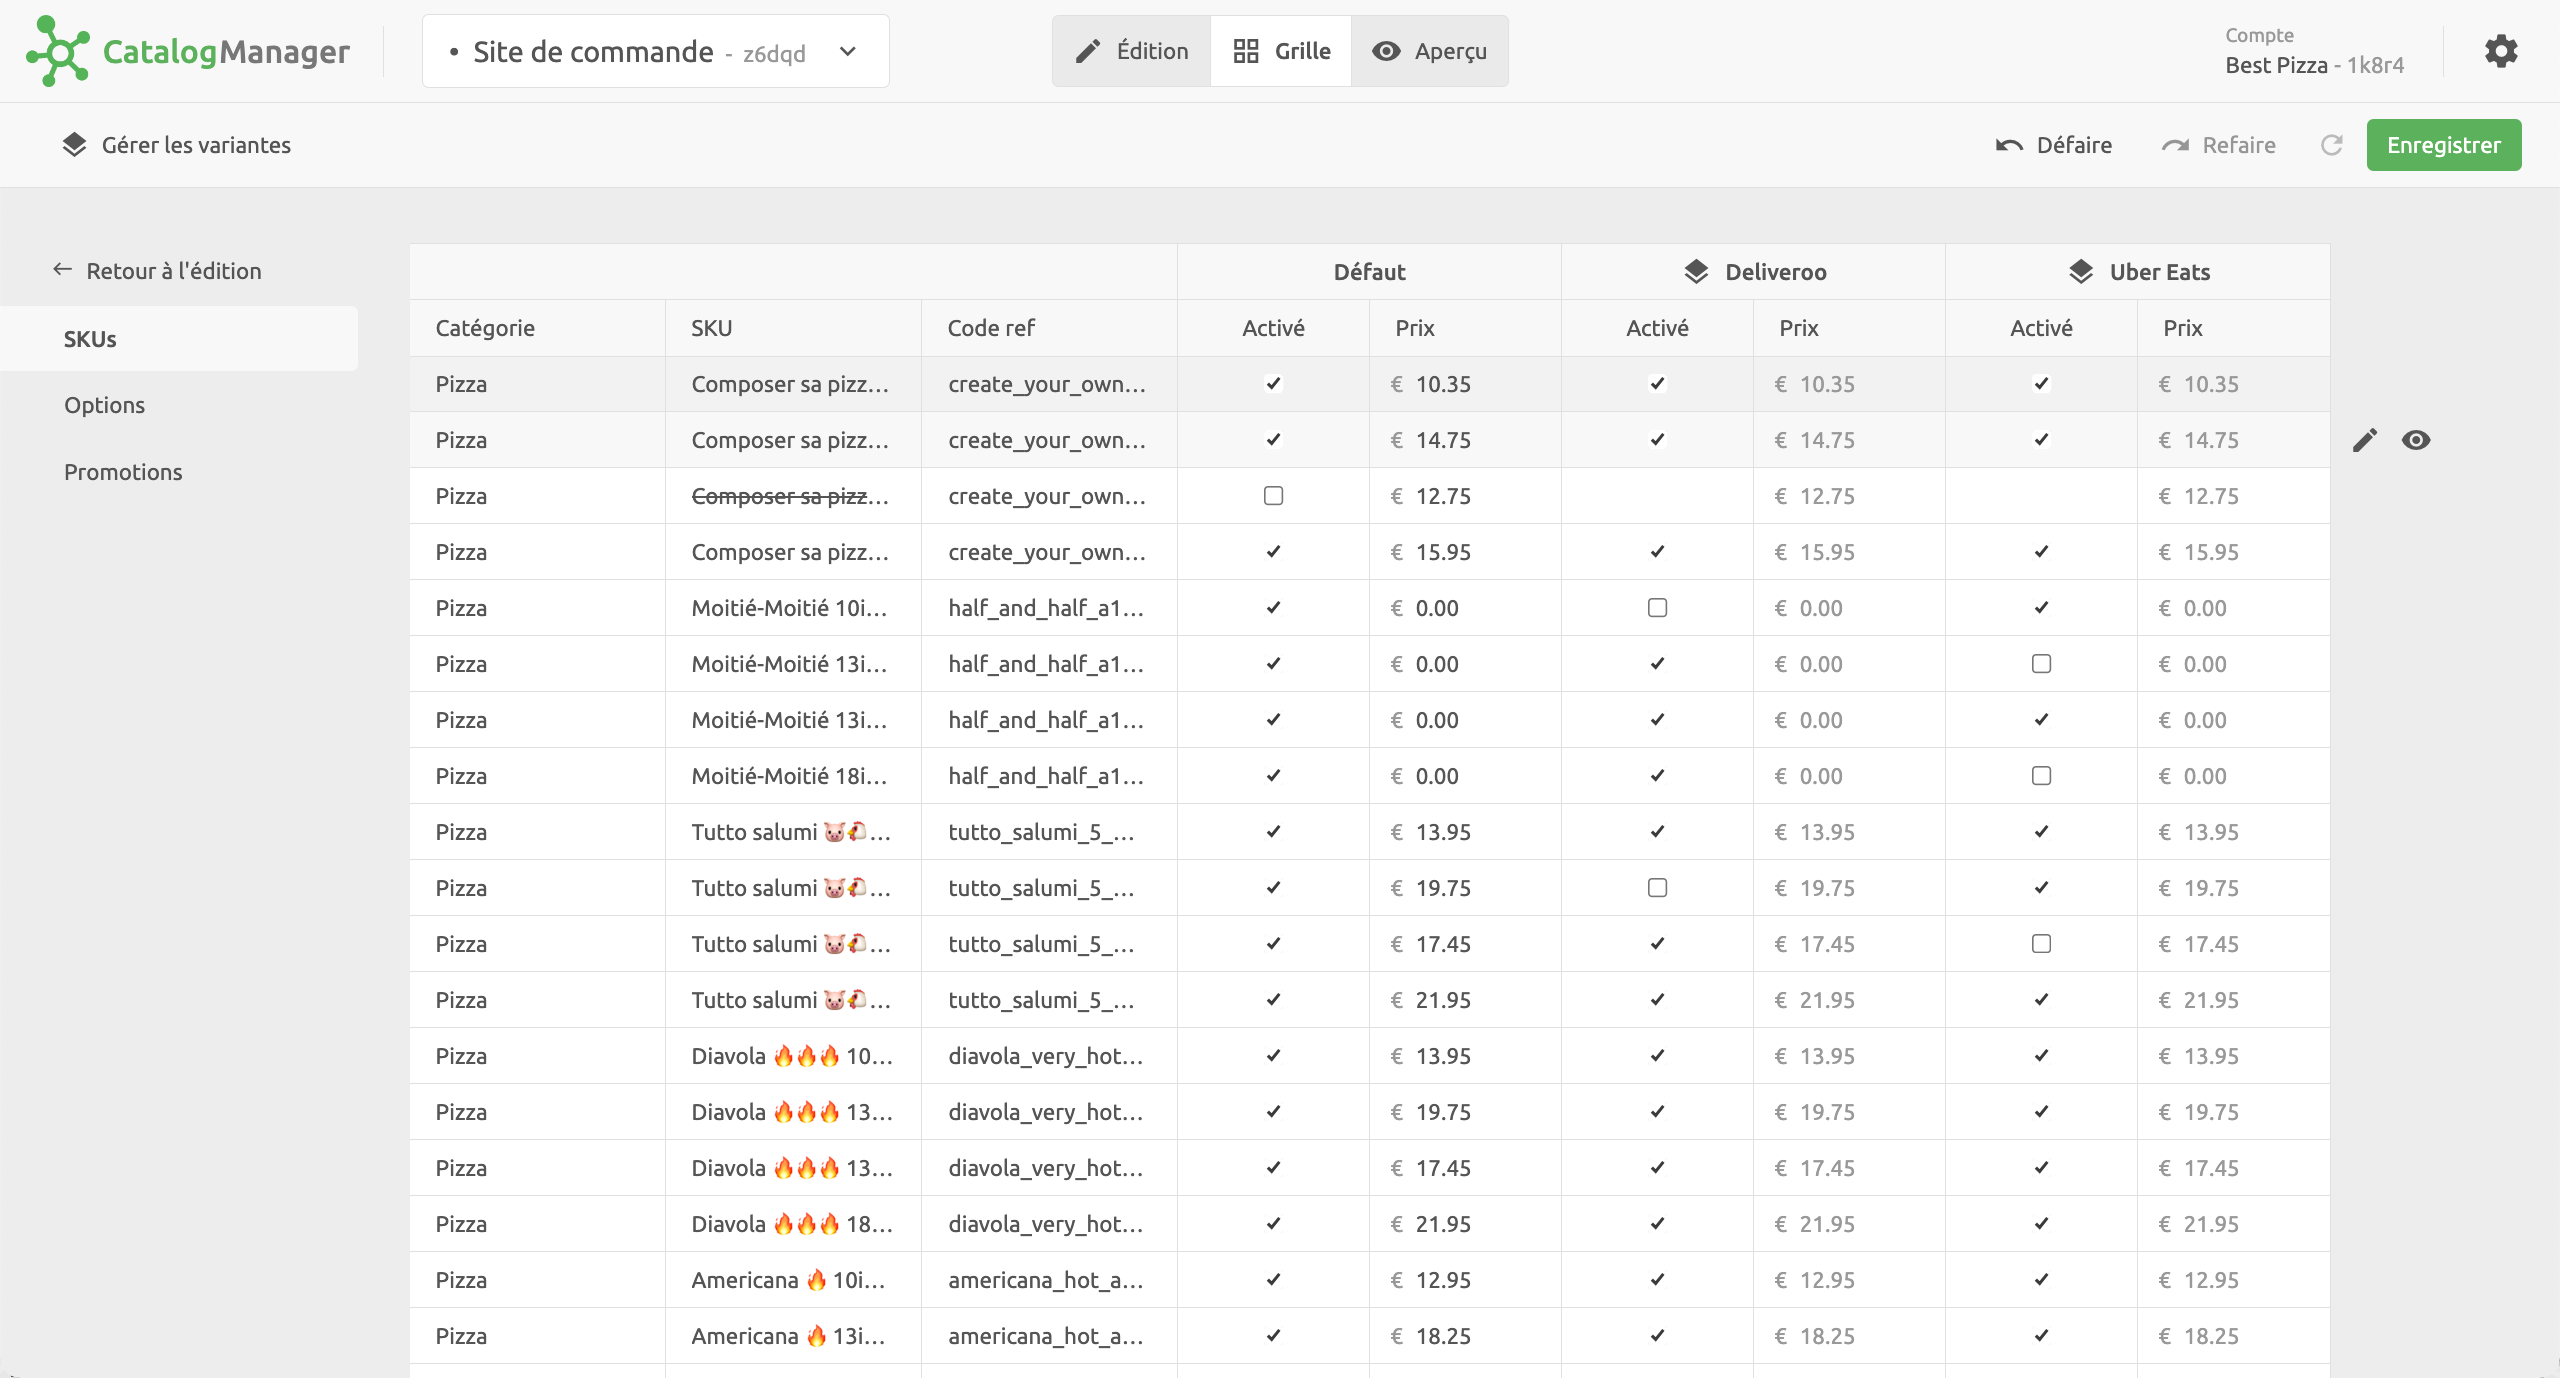 CatalogManager
• Site de commande - z6dqd
Édition
Grille
Aperçu
Compte
Best Pizza - 1k8r4
Gérer les variantes
Défaire
Refaire
Enregistrer
Retour à l'édition
SKUs
Options
Promotions
Défaut Deliveroo Uber Eats
Catégorie SKU Code ref Activé Prix Activé Prix Activé Prix
Pizza Composer sa pizz... create_your_own... € 10.35 € 10.35 € 10.35
Pizza Composer sa pizz... create_your_own... € 14.75 € 14.75 € 14.75
Pizza Composer sa pizz... create_your_own... € 12.75 € 12.75 € 12.75
Pizza Composer sa pizz... create_your_own... € 15.95 € 15.95 € 15.95
Pizza Moitié-Moitié 10i... half_and_half_a1... € 0.00 € 0.00 € 0.00
Pizza Moitié-Moitié 13i... half_and_half_a1... € 0.00 € 0.00 € 0.00
Pizza Moitié-Moitié 13i... half_and_half_a1... € 0.00 € 0.00 € 0.00
Pizza Moitié-Moitié 18i... half_and_half_a1... € 0.00 € 0.00 € 0.00
Pizza Tutto salumi 🐷🐔... tutto_salumi_5_... € 13.95 € 13.95 € 13.95
Pizza Tutto salumi 🐷🐔... tutto_salumi_5_... € 19.75 € 19.75 € 19.75
Pizza Tutto salumi 🐷🐔... tutto_salumi_5_... € 17.45 € 17.45 € 17.45
Pizza Tutto salumi 🐷🐔... tutto_salumi_5_... € 21.95 € 21.95 € 21.95
Pizza Diavola 🔥🔥🔥 10... diavola_very_hot... € 13.95 € 13.95 € 13.95
Pizza Diavola 🔥🔥🔥 13... diavola_very_hot... € 19.75 € 19.75 € 19.75
Pizza Diavola 🔥🔥🔥 13... diavola_very_hot... € 17.45 € 17.45 € 17.45
Pizza Diavola 🔥🔥🔥 18... diavola_very_hot... € 21.95 € 21.95 € 21.95
Pizza Americana 🔥 10i... americana_hot_a... € 12.95 € 12.95 € 12.95
Pizza Americana 🔥 13i... americana_hot_a... € 18.25 € 18.25 € 18.25